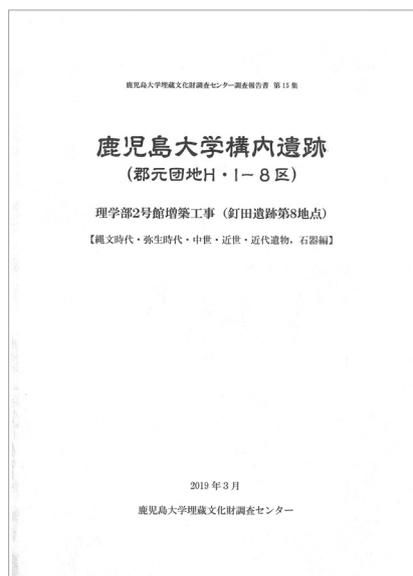 鹿児島大学埋蔵文化財調査センター調査報告書 第15集
鹿児島大学構内遺跡
(郡元団地H・I−8区)
理学部2号館増築工事（釘田遺跡第8地点）
【縄文時代・弥生時代・中世・近世・近代遺物，石器編】
2019年3月
鹿児島大学埋蔵文化財調査センター